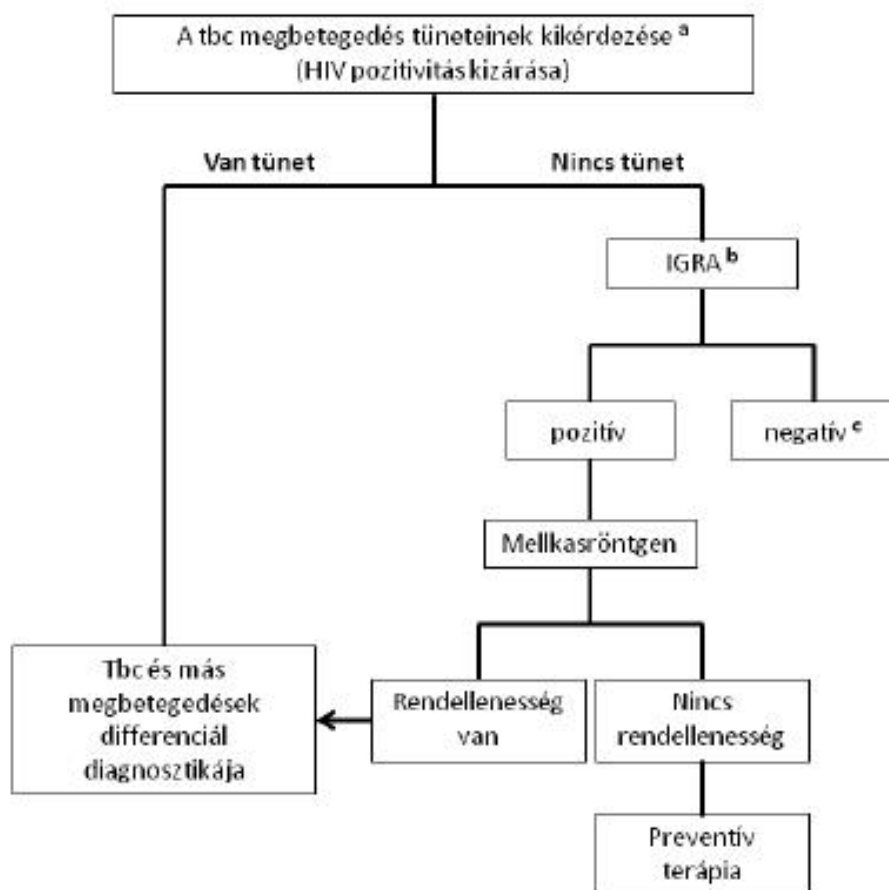 A tbc megbetegedés tüneteinek kikérdezése a
(HIV pozitivitás kizárása)
Van tünet
Nincs tünet
IGRA b
pozitív
negatív c
Mellkasröntgen
Tbc és más
megbetegedések
differenciál
diagnosztikája
Rendellenesség
van
Nincs
rendellenesség
Preventív
terápia